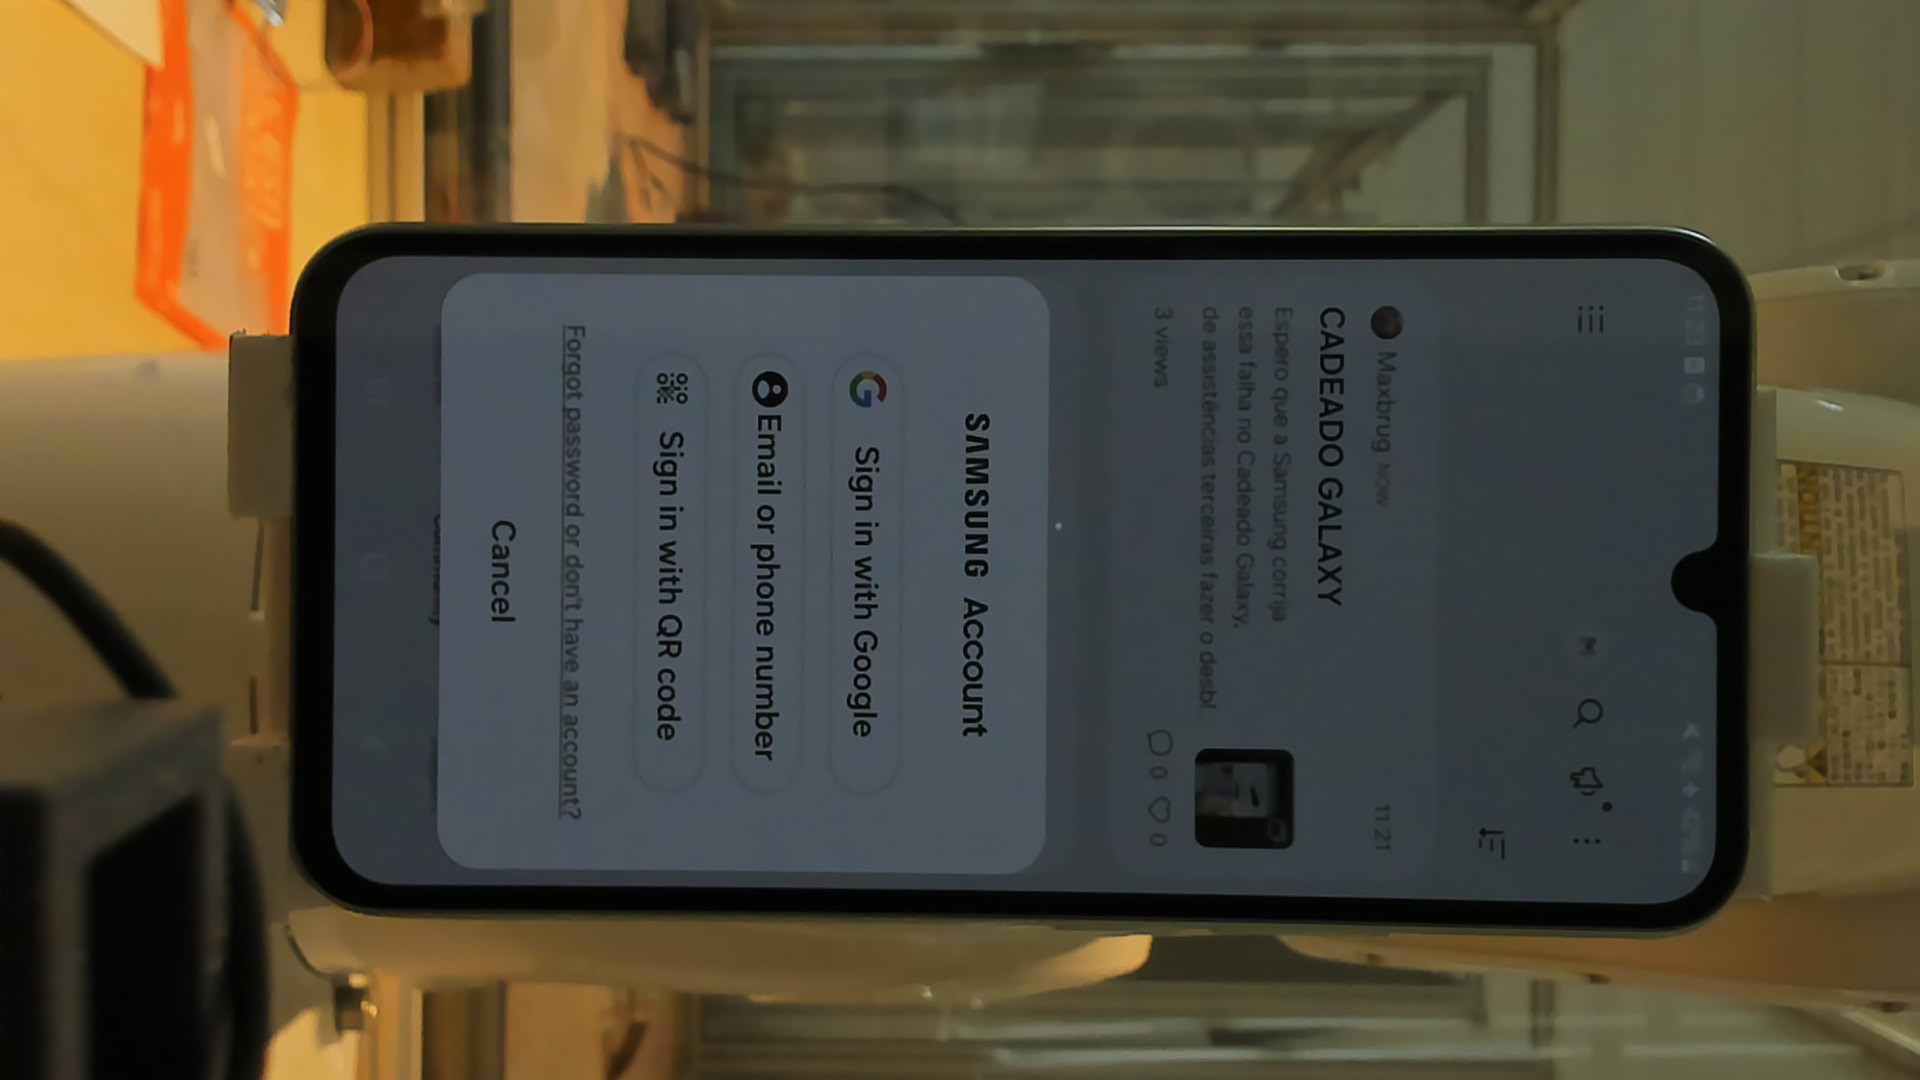 11:21
Maxbrug now
CADEADO GALAXY
Espero que a Samsung corrija
essa falha no Cadeado Galaxy,
de assistências terceiras fazer o desbl
3 views
0
0
SAMSUNG Account
Sign in with Google
Email or phone number
Sign in with QR code
Forgot password or don't have an account?
Cancel